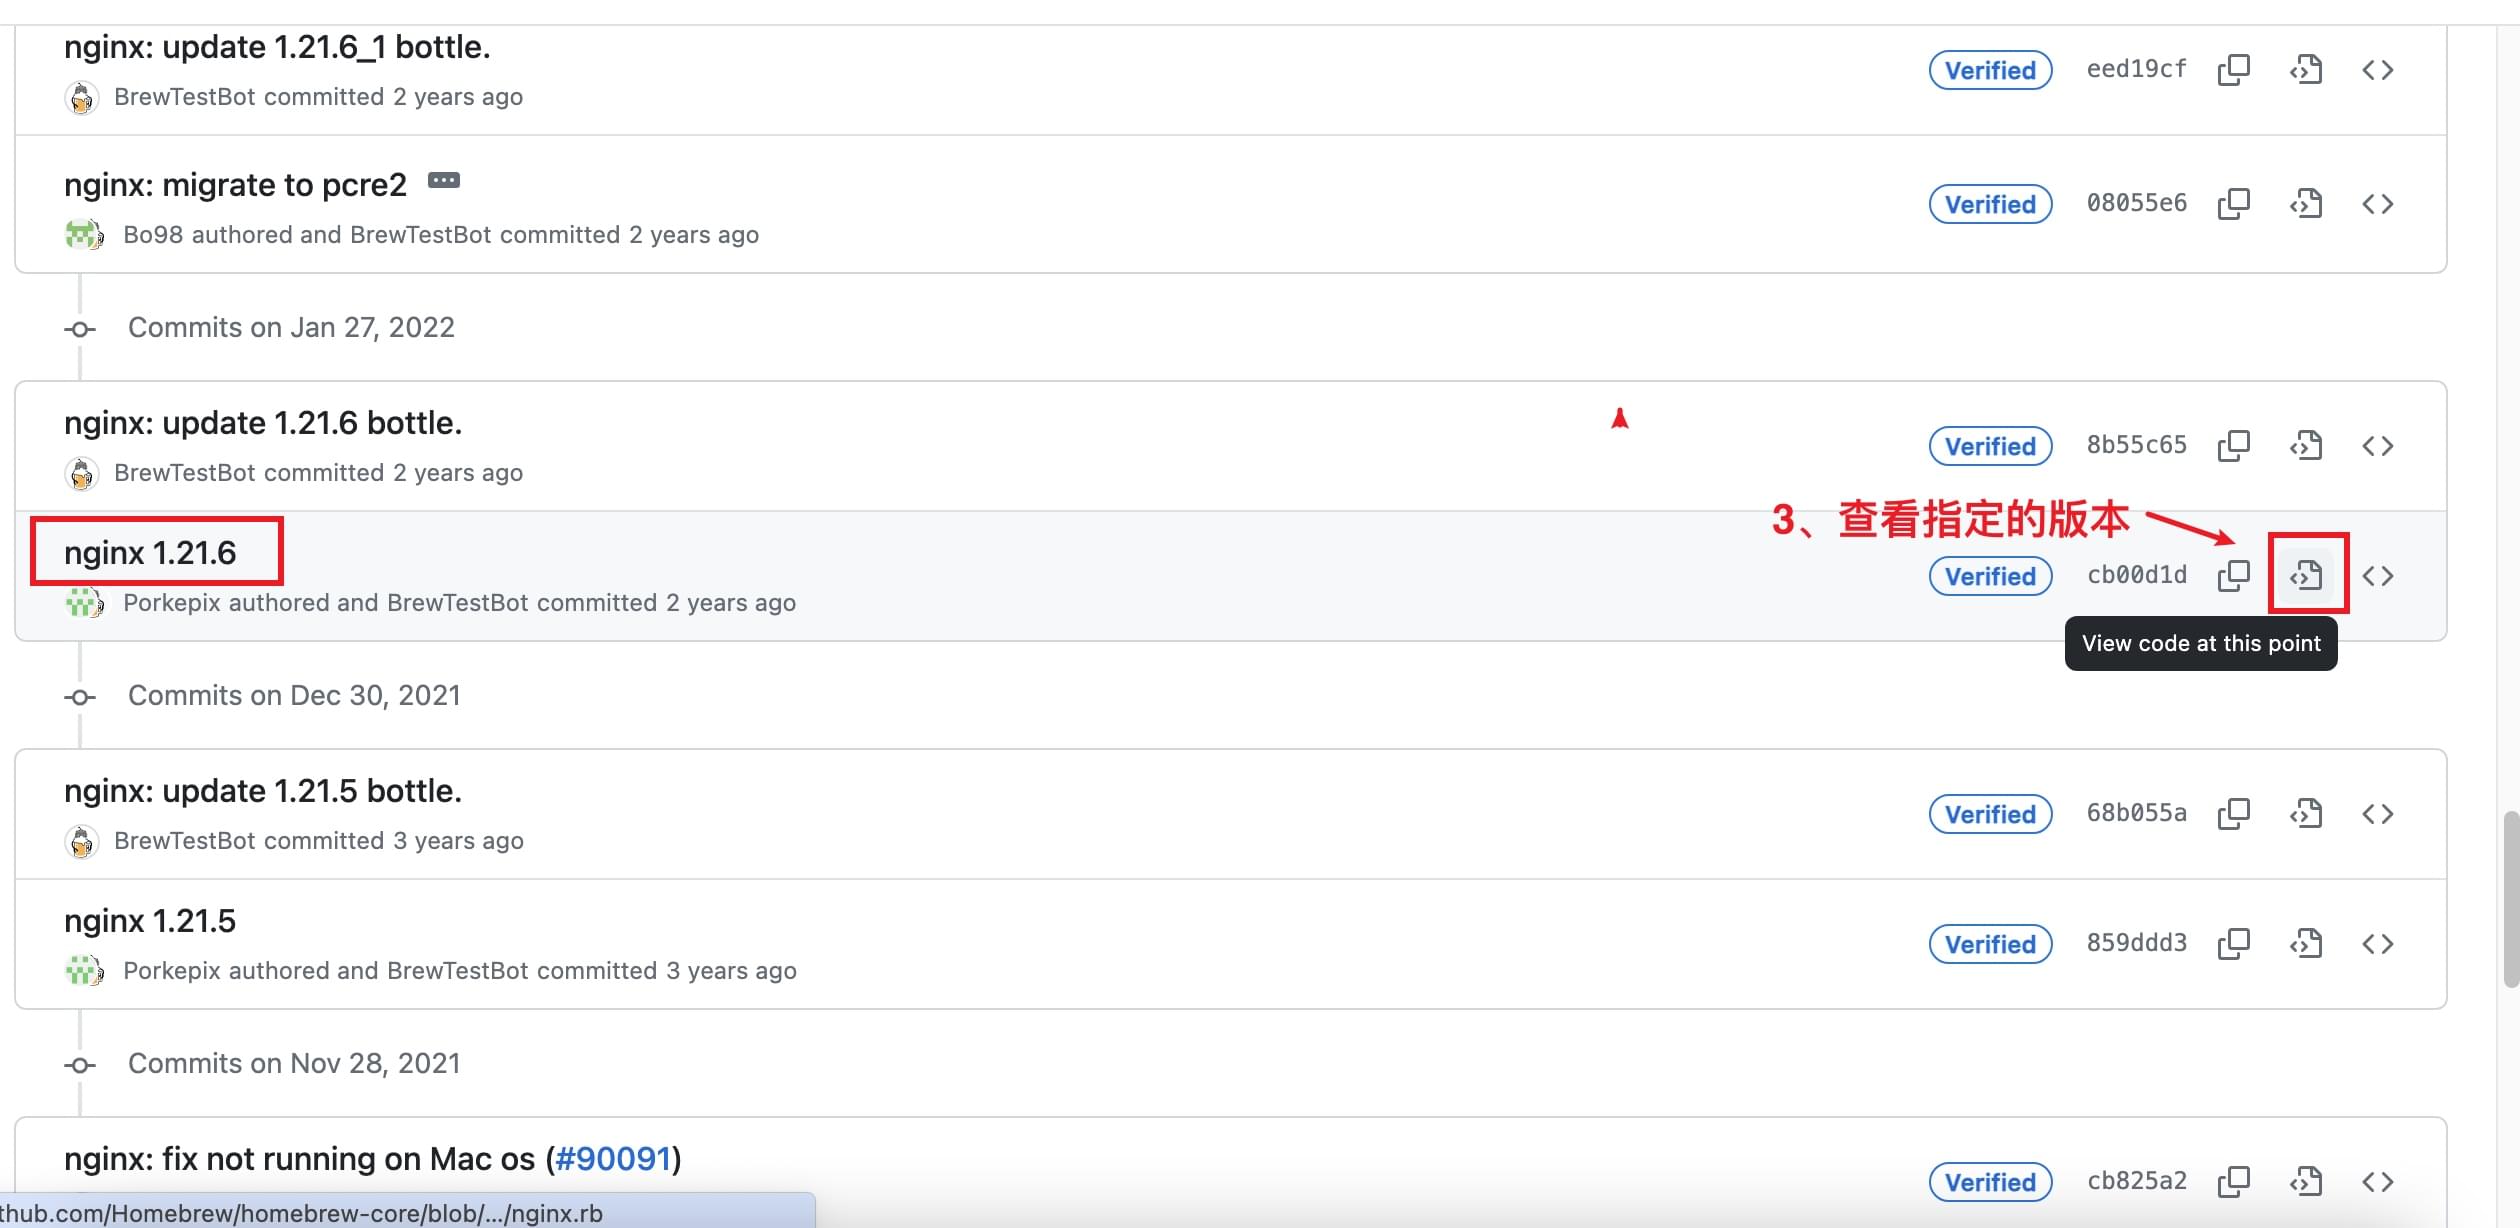 nginx: update 1.21.6_1 bottle.
BrewTestBot committed 2 years ago
Verified
eed19cf
nginx: migrate to pcre2
Bo98 authored and BrewTestBot committed 2 years ago
Verified
08055e6
Commits on Jan 27, 2022
nginx: update 1.21.6 bottle.
BrewTestBot committed 2 years ago
Verified
8b55c65
3、查看指定的版本
nginx 1.21.6
Porkepix authored and BrewTestBot committed 2 years ago
Verified
cb00d1d
View code at this point
Commits on Dec 30, 2021
nginx: update 1.21.5 bottle.
BrewTestBot committed 3 years ago
Verified
68b055a
nginx 1.21.5
Porkepix authored and BrewTestBot committed 3 years ago
Verified
859ddd3
Commits on Nov 28, 2021
nginx: fix not running on Mac os (#90091)
Verified
cb825a2
thub.com/Homebrew/homebrew-core/blob/.../nginx.rb